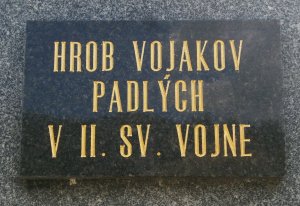 HROB VOJAKOV
PADLÝCH
V II. SV. VOJNE